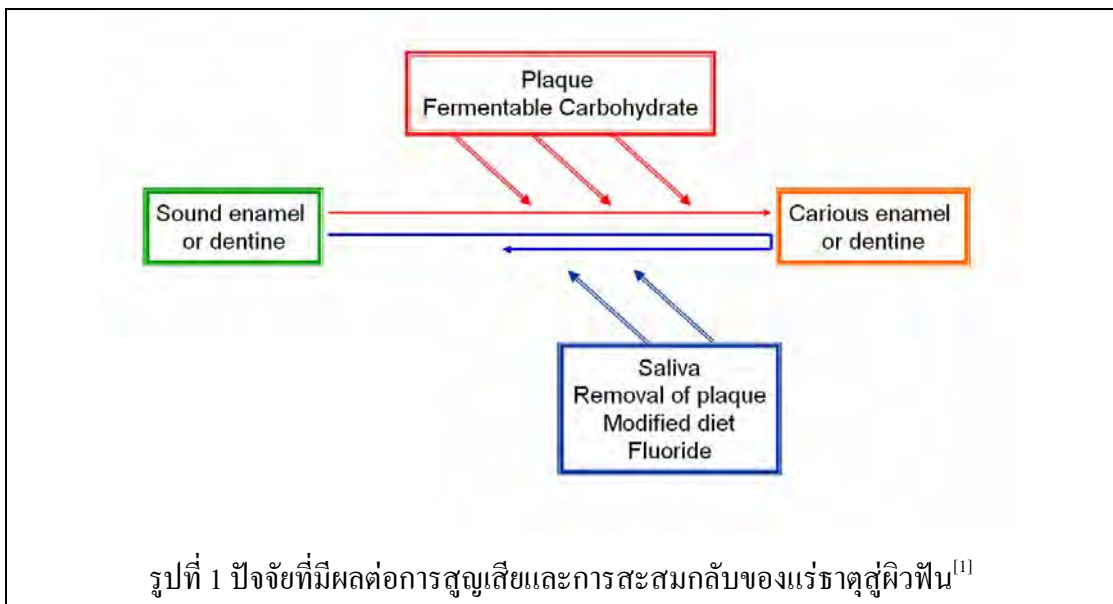 Plaque
Fermentable Carbohydrate
Sound enamel
or dentine
Carious enamel
or dentine
Saliva
Removal of plaque
Modified diet
Fluoride
รูปที่ 1 ปัจจัยที่มีผลต่อการสูญเสียและการสะสมกลับของแร่ธาตุสู่ผิวฟัน[1]